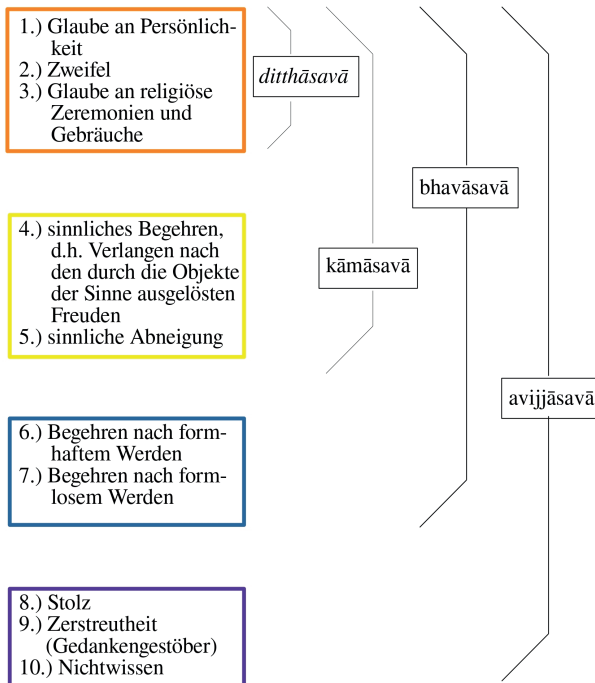 1.) Glaube an Persönlich-
keit
2.) Zweifel
3.) Glaube an religiöse
Zeremonien und
Gebräuche
ditthāsavā
bhavāsavā
4.) sinnliches Begehren,
d.h. Verlangen nach
den durch die Objekte
der Sinne ausgelösten
Freuden
5.) sinnliche Abneigung
kāmāsavā
avijjāsavā
6.) Begehren nach form-
haftem Werden
7.) Begehren nach form-
losem Werden
8.) Stolz
9.) Zerstreutheit
(Gedankengestöber)
10.) Nichtwissen